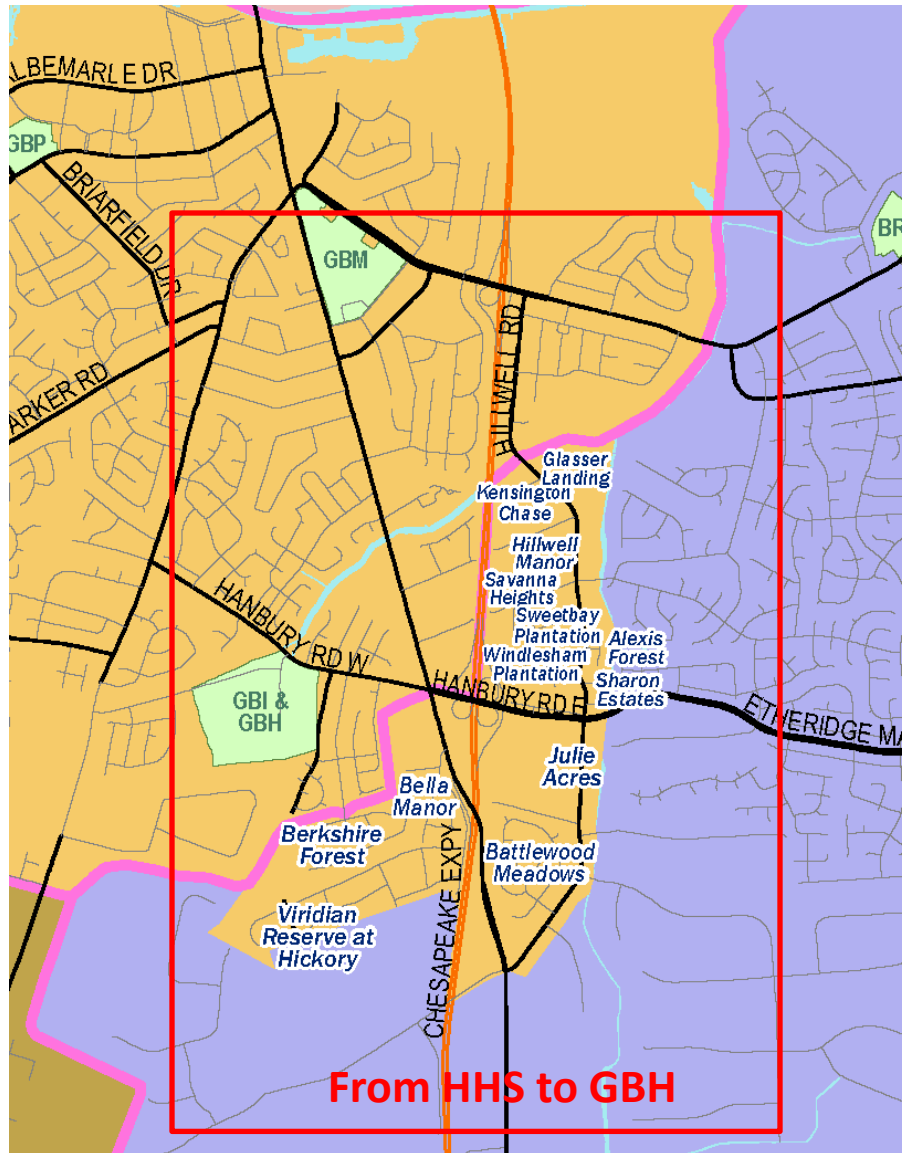 LBEMARLE DR
GBP
BRIARFIELD DR
GBM
BR
HILLWELL RD
ARKER RD
Glasser
Landing
Kensington
Chase
Hillwell
Manor
Savanna
Heights
Sweetbay
Plantation
Alexis
Forest
Windlesham
Plantation
Sharon
Estates
HANBURY RD W
HANBURY RD E
ETHERIDGE MA
GBI &
GBH
Julie
Acres
Bella
Manor
Berkshire
Forest
CHESAPEAKE EXPY
Battlewood
Meadows
Viridian
Reserve at
Hickory
From HHS to GBH